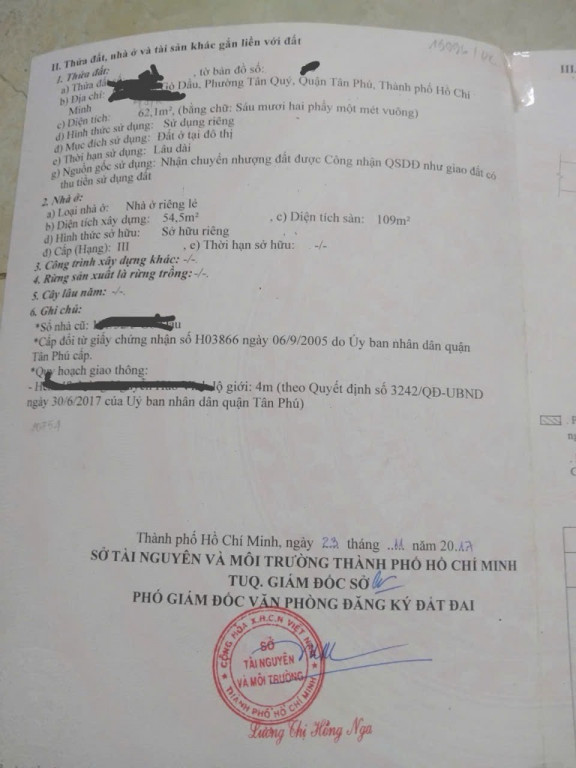 II. Thửa đất, nhà ở và tài sản khác gắn liền với đất
1. Thửa đất:
a) Thửa đất , tờ bản đồ số:
b) Địa chỉ: Gò Dầu, Phường Tân Quý, Quận Tân Phú, Thành phố Hồ Chí
Minh
c) Diện tích: 62,1m², (bằng chữ: Sáu mươi hai phẩy một mét vuông)
d) Hình thức sử dụng: Sử dụng riêng
đ) Mục đích sử dụng: Đất ở tại đô thị
e) Thời hạn sử dụng: Lâu dài
g) Nguồn gốc sử dụng: Nhận chuyển nhượng đất được Công nhận QSDĐ như giao đất có
thu tiền sử dụng đất
2. Nhà ở:
a) Loại nhà ở: Nhà ở riêng lẻ
b) Diện tích xây dựng: 54,5m² , c) Diện tích sàn: 109m²
d) Hình thức sở hữu: Sở hữu riêng
đ) Cấp (Hạng): III , e) Thời hạn sở hữu: -/-
3. Công trình xây dựng khác: -/-
4. Rừng sản xuất là rừng trồng:-/-.
5. Cây lâu năm: -/-
6. Ghi chú:
*Số nhà cũ:
*Cấp đổi từ giấy chứng nhận số H03866 ngày 06/9/2005 do Ủy ban nhân dân quận
Tân Phú cấp.
*Quy hoạch giao thông:
- lộ giới: 4m (theo Quyết định số 3242/QĐ-UBND
ngày 30/6/2017 của Uỷ ban nhân dân quận Tân Phú)
Thành phố Hồ Chí Minh, ngày 29 tháng 11 năm 2017
SỞ TÀI NGUYÊN VÀ MÔI TRƯỜNG THÀNH PHỐ HỒ CHÍ MINH
TUQ. GIÁM ĐỐC SỞ
PHÓ GIÁM ĐỐC VĂN PHÒNG ĐĂNG KÝ ĐẤT ĐAI
CỘNG HÒA X.H.C.N VIỆT NAM
SỞ
TÀI NGUYÊN
VÀ MÔI TRƯỜNG
THÀNH PHỐ HỒ CHÍ MINH
Lương Thị Hồng Nga
III.